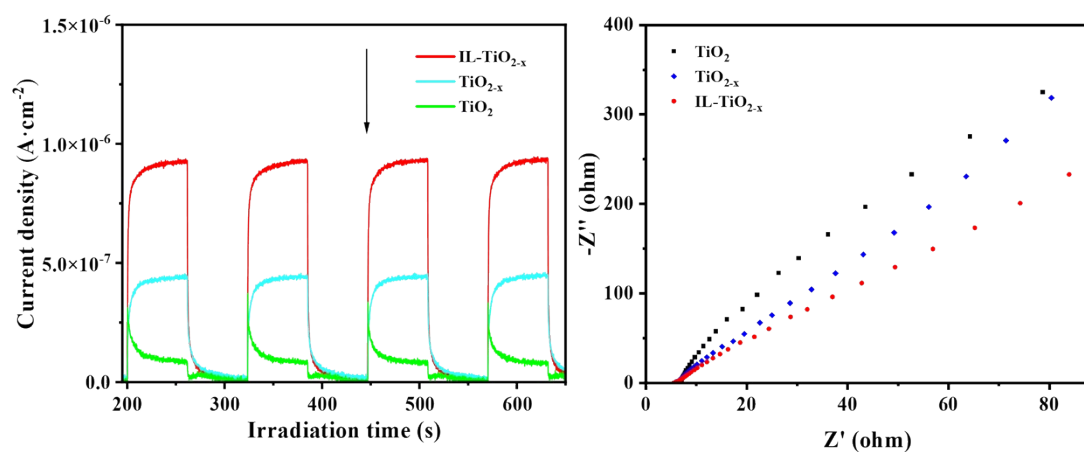 1.5×10⁻⁶
1.0×10⁻⁶
5.0×10⁻⁷
0.0
Current density (A·cm⁻²)
IL-TiO₂₋ₓ
TiO₂₋ₓ
TiO₂
200
300
400
500
600
Irradiation time (s)
400
300
200
100
0
-Z'' (ohm)
TiO₂
TiO₂₋ₓ
IL-TiO₂₋ₓ
0
20
40
60
80
Z' (ohm)